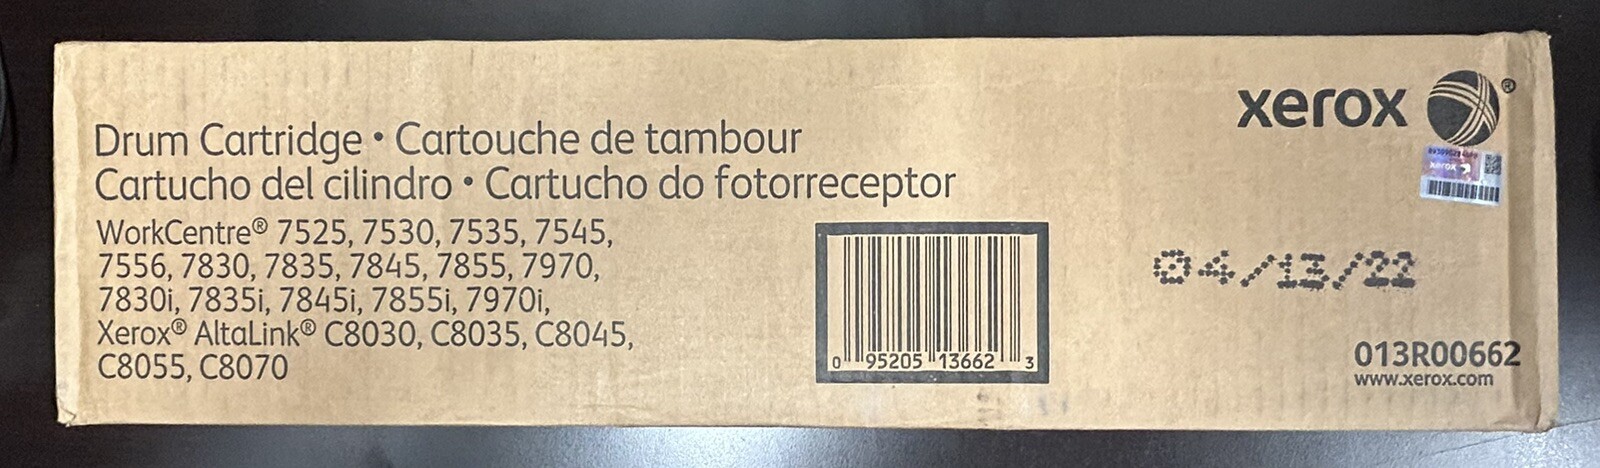 xerox®
Drum Cartridge • Cartouche de tambour
Cartucho del cilindro • Cartucho do fotorreceptor
WorkCentre® 7525, 7530, 7535, 7545,
7556, 7830, 7835, 7845, 7855, 7970,
7830i, 7835i, 7845i, 7855i, 7970i,
Xerox® AltaLink® C8030, C8035, C8045,
C8055, C8070
0 95205 13662 3
xerox
04/13/22
013R00662
www.xerox.com